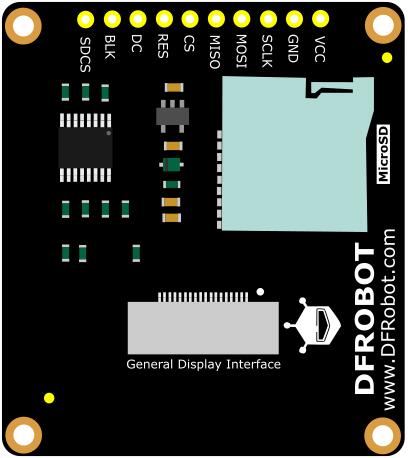 SDCS
BLK
DC
RES
CS
MISO
MOSI
SCLK
GND
VCC
MicroSD
General Display Interface
DFROBOT
www.DFRobot.com